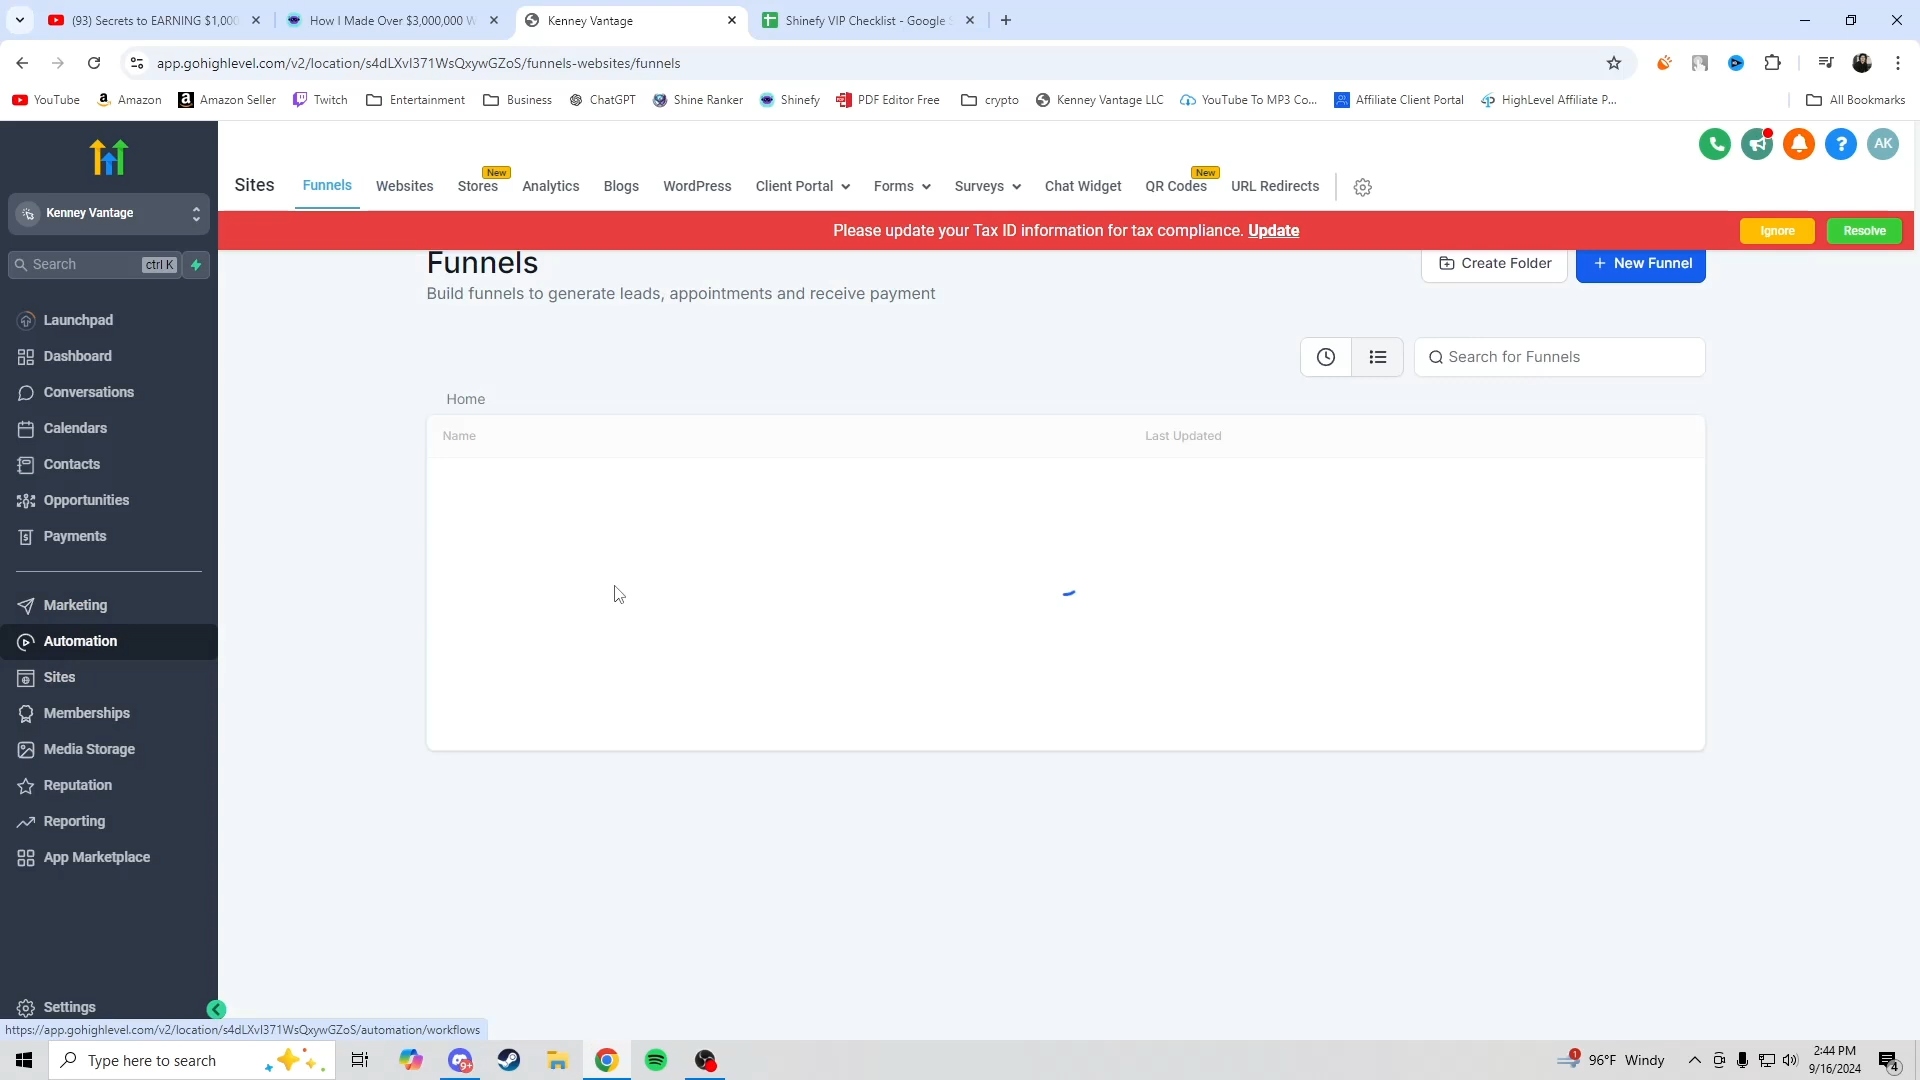 (93) Secrets to EARNING $1,000
How I Made Over $3,000,000 W
Kenney Vantage
Shinefy VIP Checklist - Google S
app.gohighlevel.com/v2/location/s4dLXvI371WsQxywGZoS/funnels-websites/funnels
YouTube
Amazon
Amazon Seller
Twitch
Entertainment
Business
ChatGPT
Shine Ranker
Shinefy
PDF Editor Free
crypto
Kenney Vantage LLC
YouTube To MP3 Co...
Affiliate Client Portal
HighLevel Affiliate P...
All Bookmarks
AK
Sites
Funnels
Websites
Stores
New
Analytics
Blogs
WordPress
Client Portal
Forms
Surveys
Chat Widget
QR Codes
New
URL Redirects
Please update your Tax ID information for tax compliance. Update
Ignore
Resolve
Kenney Vantage
Search
ctrl K
Launchpad
Dashboard
Conversations
Calendars
Contacts
Opportunities
Payments
Marketing
Automation
Sites
Memberships
Media Storage
Reputation
Reporting
App Marketplace
Settings
Funnels
Build funnels to generate leads, appointments and receive payment
Create Folder
+ New Funnel
Search for Funnels
Home
Name
Last Updated
https://app.gohighlevel.com/v2/location/s4dLXvI371WsQxywGZoS/automation/workflows
Type here to search
9+
1
96°F Windy
2:44 PM
9/16/2024
4